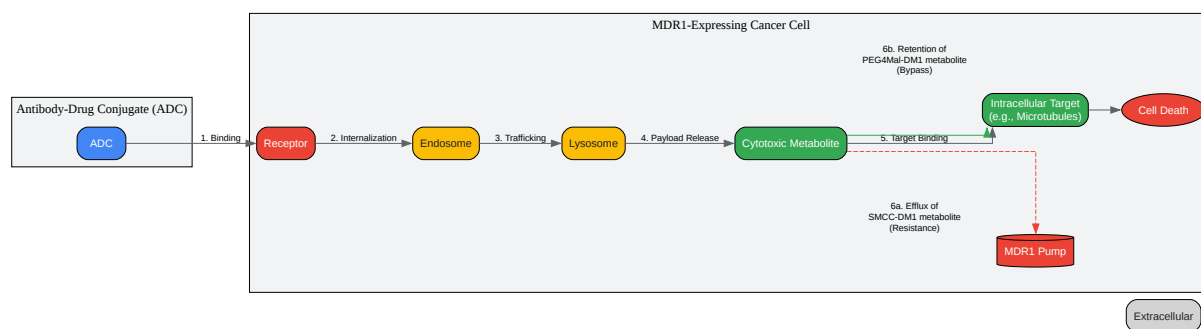 MDR1-Expressing Cancer Cell
6b. Retention of
PEG4Mal-DM1 metabolite
(Bypass)
Antibody-Drug Conjugate (ADC)
ADC
1. Binding
Receptor
2. Internalization
Endosome
3. Trafficking
Lysosome
4. Payload Release
Cytotoxic Metabolite
5. Target Binding
Intracellular Target
(e.g., Microtubules)
Cell Death
6a. Efflux of
SMCC-DM1 metabolite
(Resistance)
MDR1 Pump
Extracellular